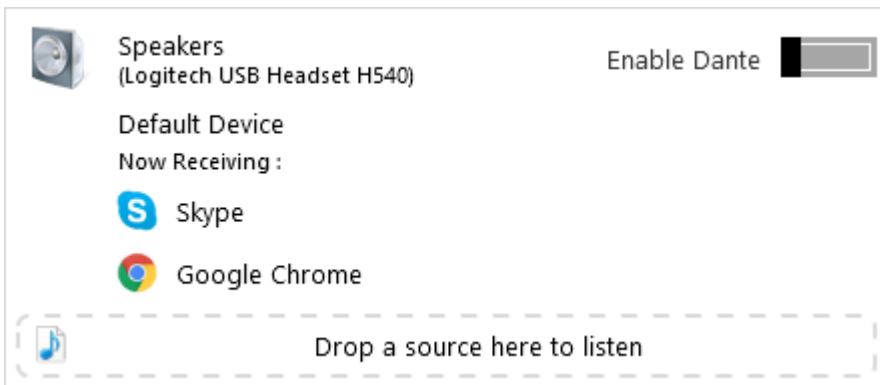 Speakers
(Logitech USB Headset H540)
Enable Dante
Default Device
Now Receiving :
Skype
Google Chrome
Drop a source here to listen